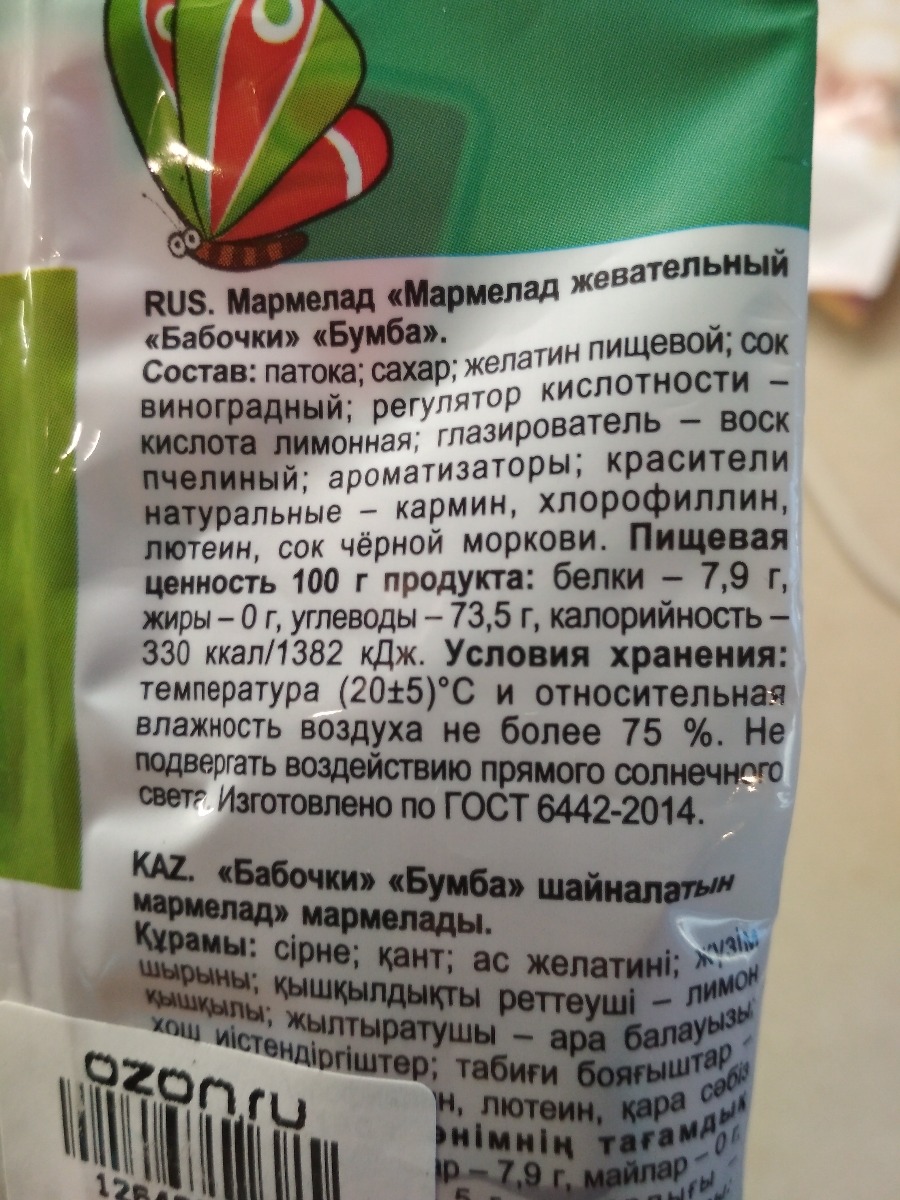 RUS. Мармелад «Мармелад жевательный
«Бабочки» «Бумба».
Состав: патока; сахар; желатин пищевой; сок
виноградный; регулятор кислотности –
кислота лимонная; глазирователь – воск
пчелиный; ароматизаторы; красители
натуральные – кармин, хлорофиллин,
лютеин, сок чёрной моркови. Пищевая
ценность 100 г продукта: белки – 7,9 г,
жиры – 0 г, углеводы – 73,5 г, калорийность –
330 ккал/1382 кДж. Условия хранения:
температура (20±5)°С и относительная
влажность воздуха не более 75 %. Не
подвергать воздействию прямого солнечного
света. Изготовлено по ГОСТ 6442-2014.
KAZ. «Бабочки» «Бумба» шайналатын
мармелад» мармелады.
Құрамы: сірне; қант; ас желатині; жүзім
шырыны; қышқылдықты реттеуші – лимон
қышқылы; жылтыратушы – ара балауызы;
хош иістендіргіштер; табиғи бояғыштар –
лютеин, қара сәбіз
тағамдық
– 7,9 г, майлар – 0 г,
ozon.ru